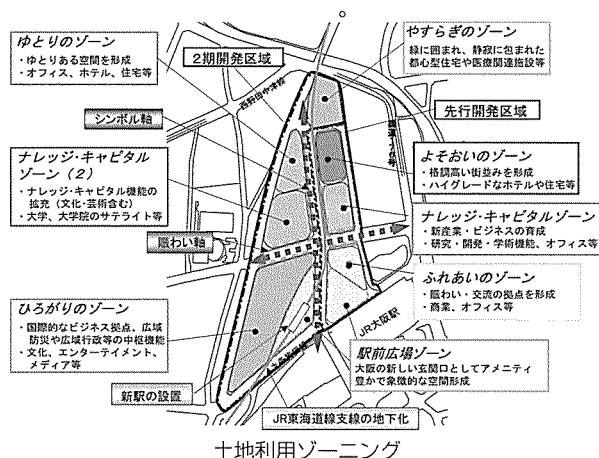 ゆとりのゾーン
・ゆとりある空間を形成
・オフィス、ホテル、住宅等
2期開発区域
やすらぎのゾーン
緑に囲まれ、静寂に包まれた
都心型住宅や医療関連施設等
シンボル軸
先行開発区域
ナレッジ・キャピタル
ゾーン（2）
・ナレッジ・キャピタル機能の
拡充（文化・芸術含む）
・大学、大学院のサテライト等
よそおいのゾーン
・格調高い街並みを形成
・ハイグレードなホテルや住宅等
ナレッジ・キャピタルゾーン
・新産業・ビジネスの育成
・研究・開発・学術機能、オフィス等
賑わい軸
ふれあいのゾーン
・賑わい・交流の拠点を形成
・商業、オフィス等
ひろがりのゾーン
・国際的なビジネス拠点、広域
防災や広域行政等の中枢機能
・文化、エンターテイメント、
メディア等
JR大阪駅
駅前広場ゾーン
大阪の新しい玄関口としてアメニティ
豊かで象徴的な空間形成
新駅の設置
JR東海道線支線の地下化
土地利用ゾーニング